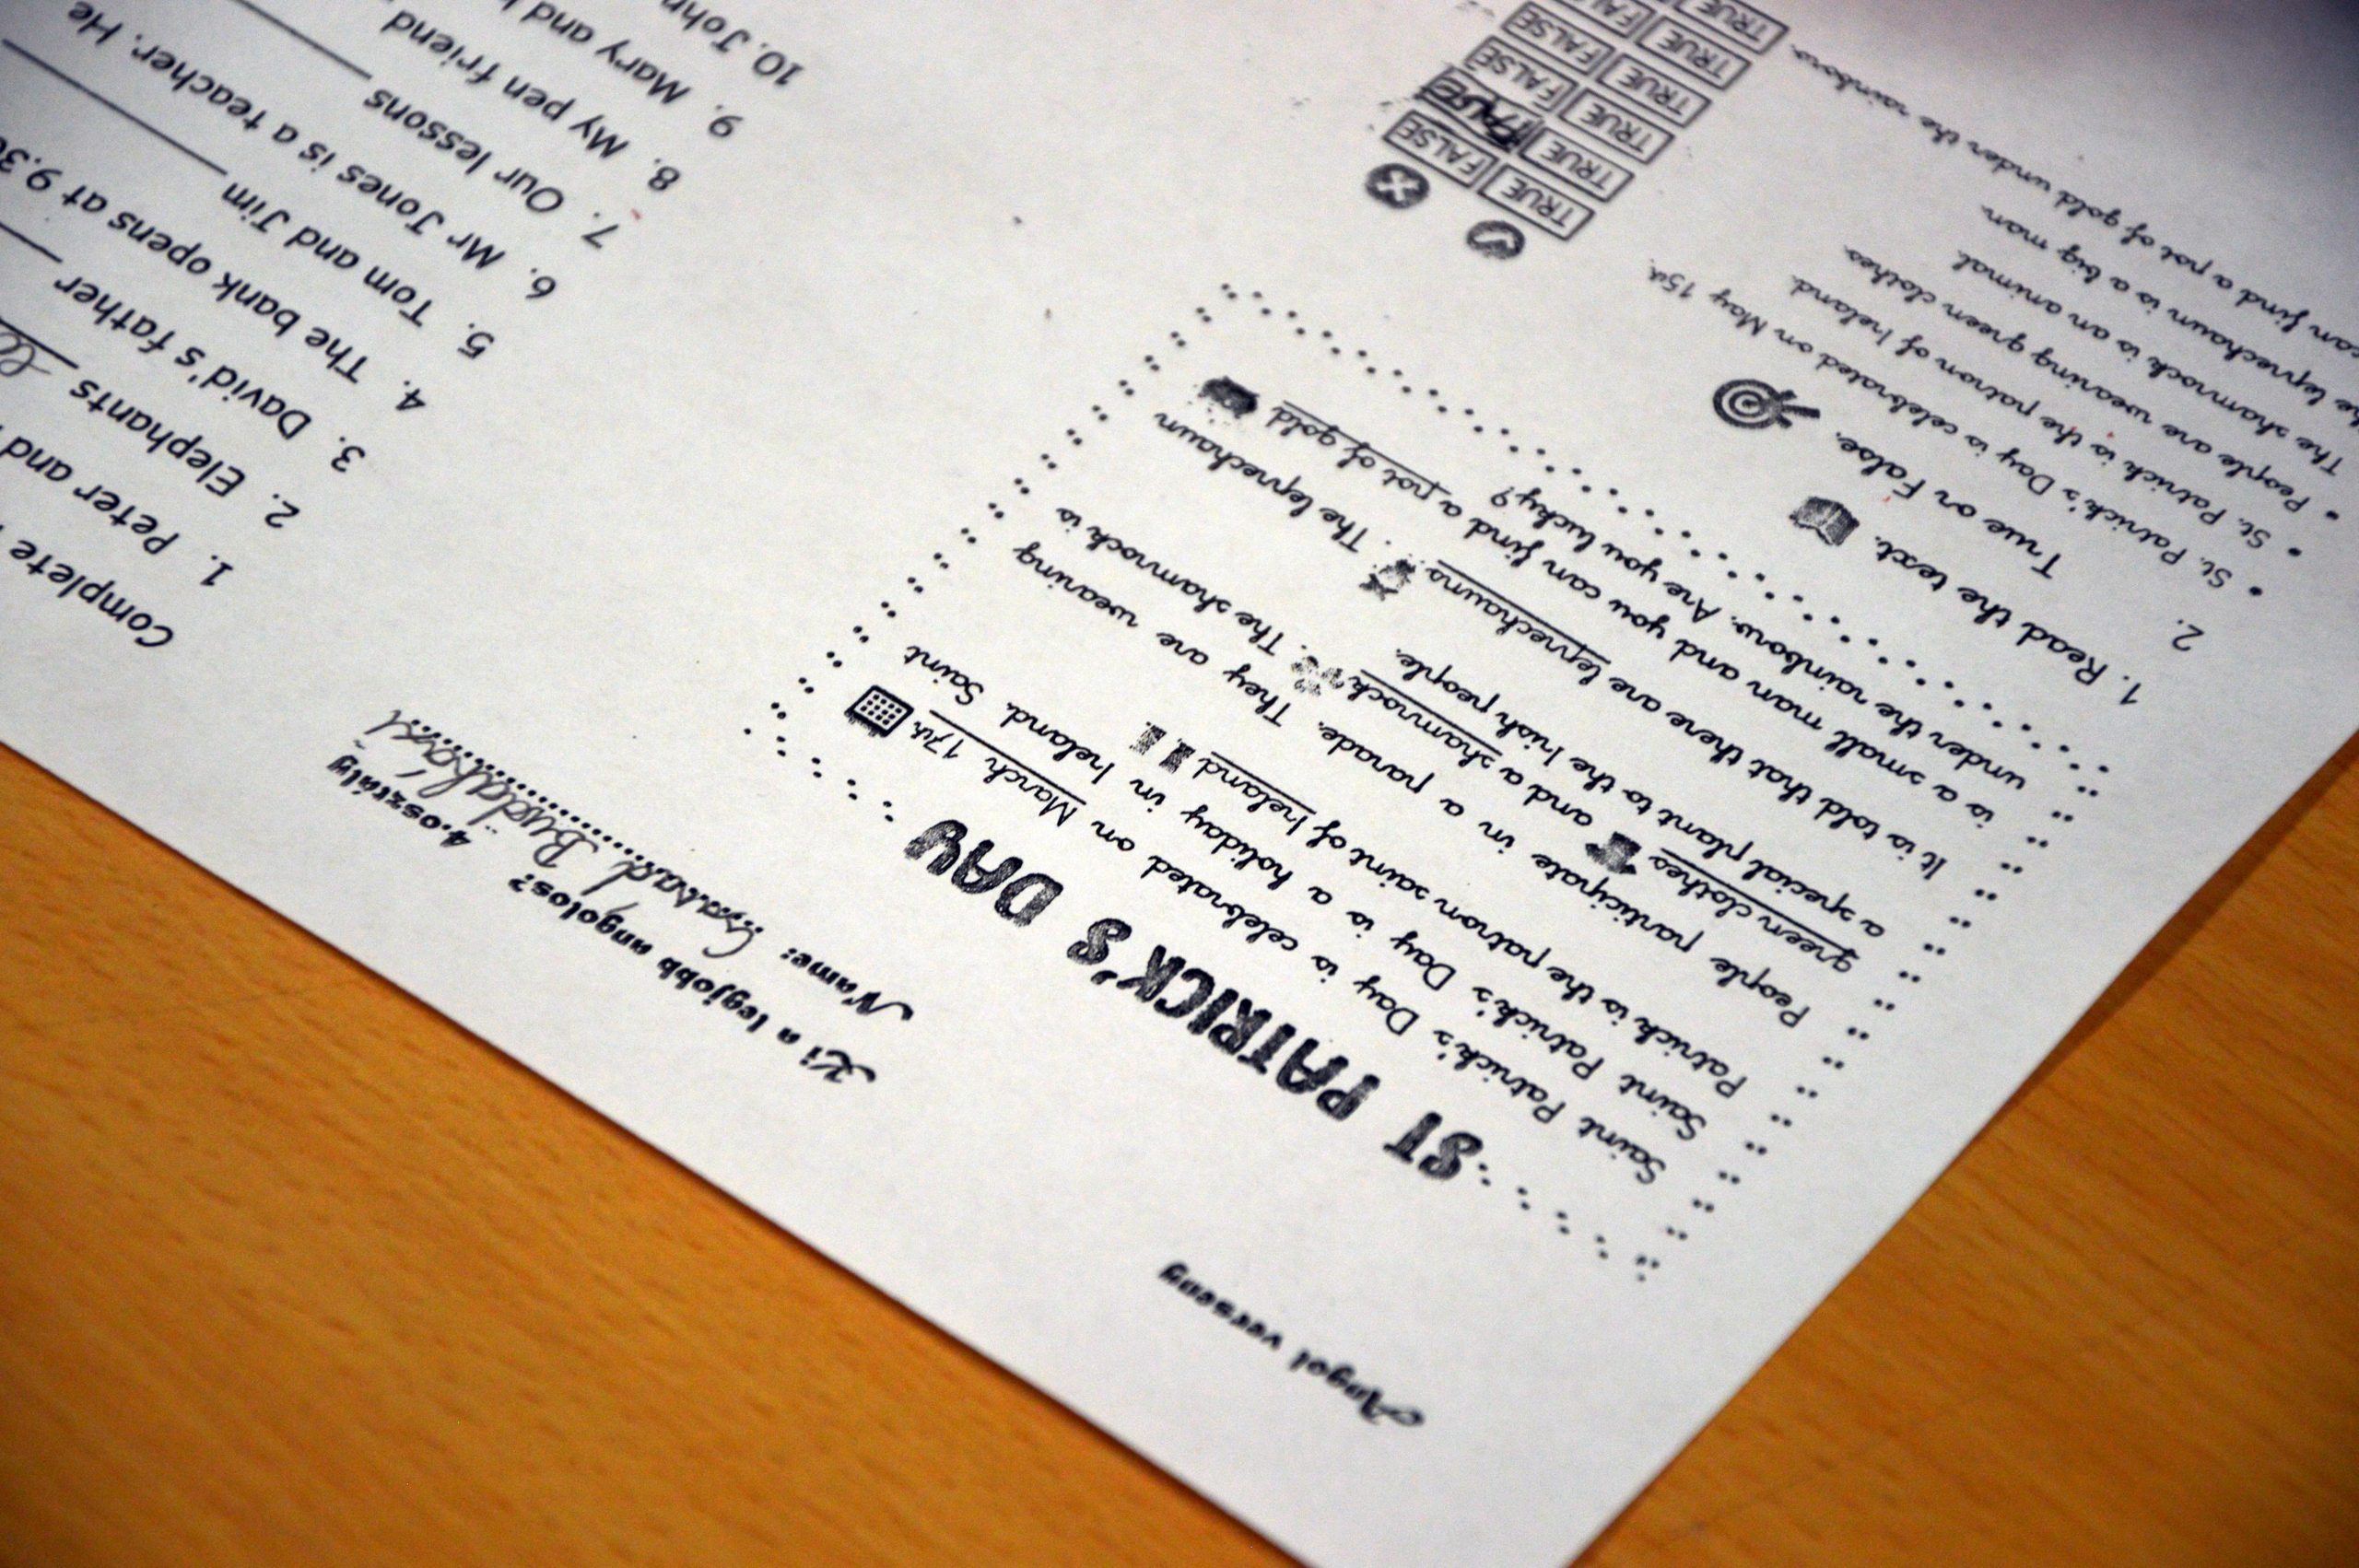 Angol verseny
Ki a legjobb angolos?
Name:
4.osztály
ST PATRICK'S DAY
Saint Patrick's Day is celebrated on March 17th.
Saint Patrick's Day is a holiday in Ireland. Saint
Patrick is the patron saint of Ireland.
People participate in a parade. They are wearing
green clothes and a shamrock. The shamrock is
a special plant to the Irish people.
It is told that there are leprechauns. The leprechaun
is a small man and you can find a pot of gold
under the rainbow. Are you lucky?
1. Read the text.
2. True or False.
• St. Patrick's Day is celebrated on May 15th.
• St. Patrick is the patron of Ireland.
• People are wearing green clothes
The shamrock is an animal
leprechaun is a big man
can find a pot of gold under the rainbow.
TRUE FALSE
TRUE FALSE
TRUE FALSE
TRUE FALSE
TRUE FALSE
TRUE
Complete
1. Peter and
2. Elephants
3. David's father
4. The bank opens at 9.30
5. Tom and Jim
6. Mr Jones is a teacher. He
7. Our lessons
8. My pen friend
9. Mary and
10. John